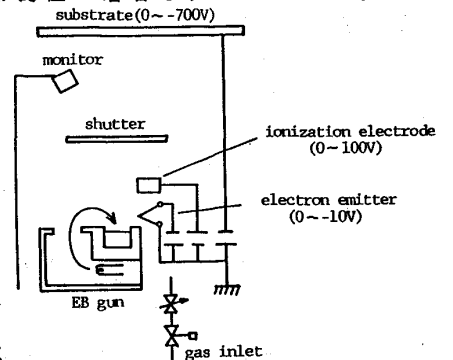 substrate(0~-700V)
monitor
shutter
ionization electrode
(0~100V)
electron emitter
(0~-10V)
EB gun
gas inlet